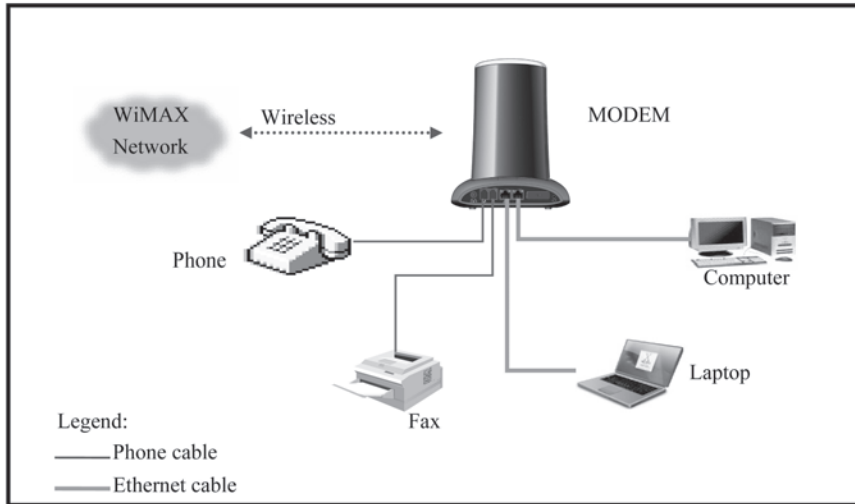 WiMAX
Network
Wireless
MODEM
Phone
Computer
Laptop
Fax
Legend:
Phone cable
Ethernet cable